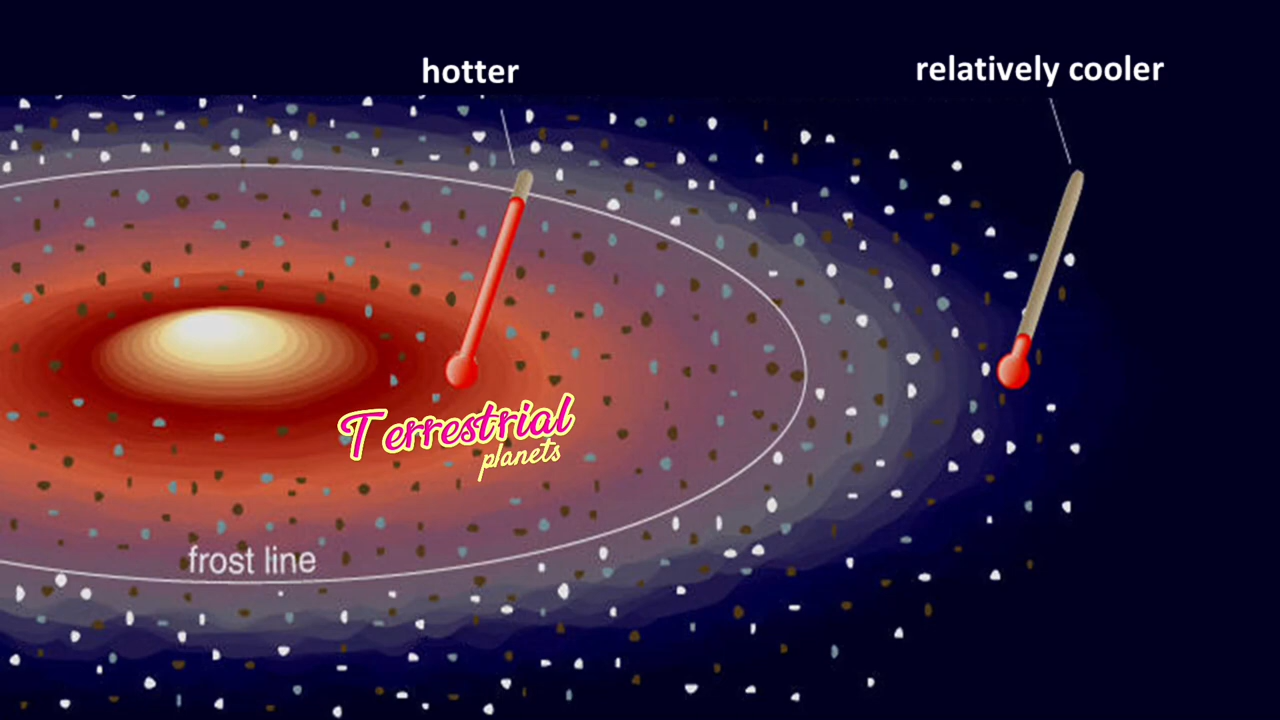 hotter
relatively cooler
Terrestrial
planets
frost line